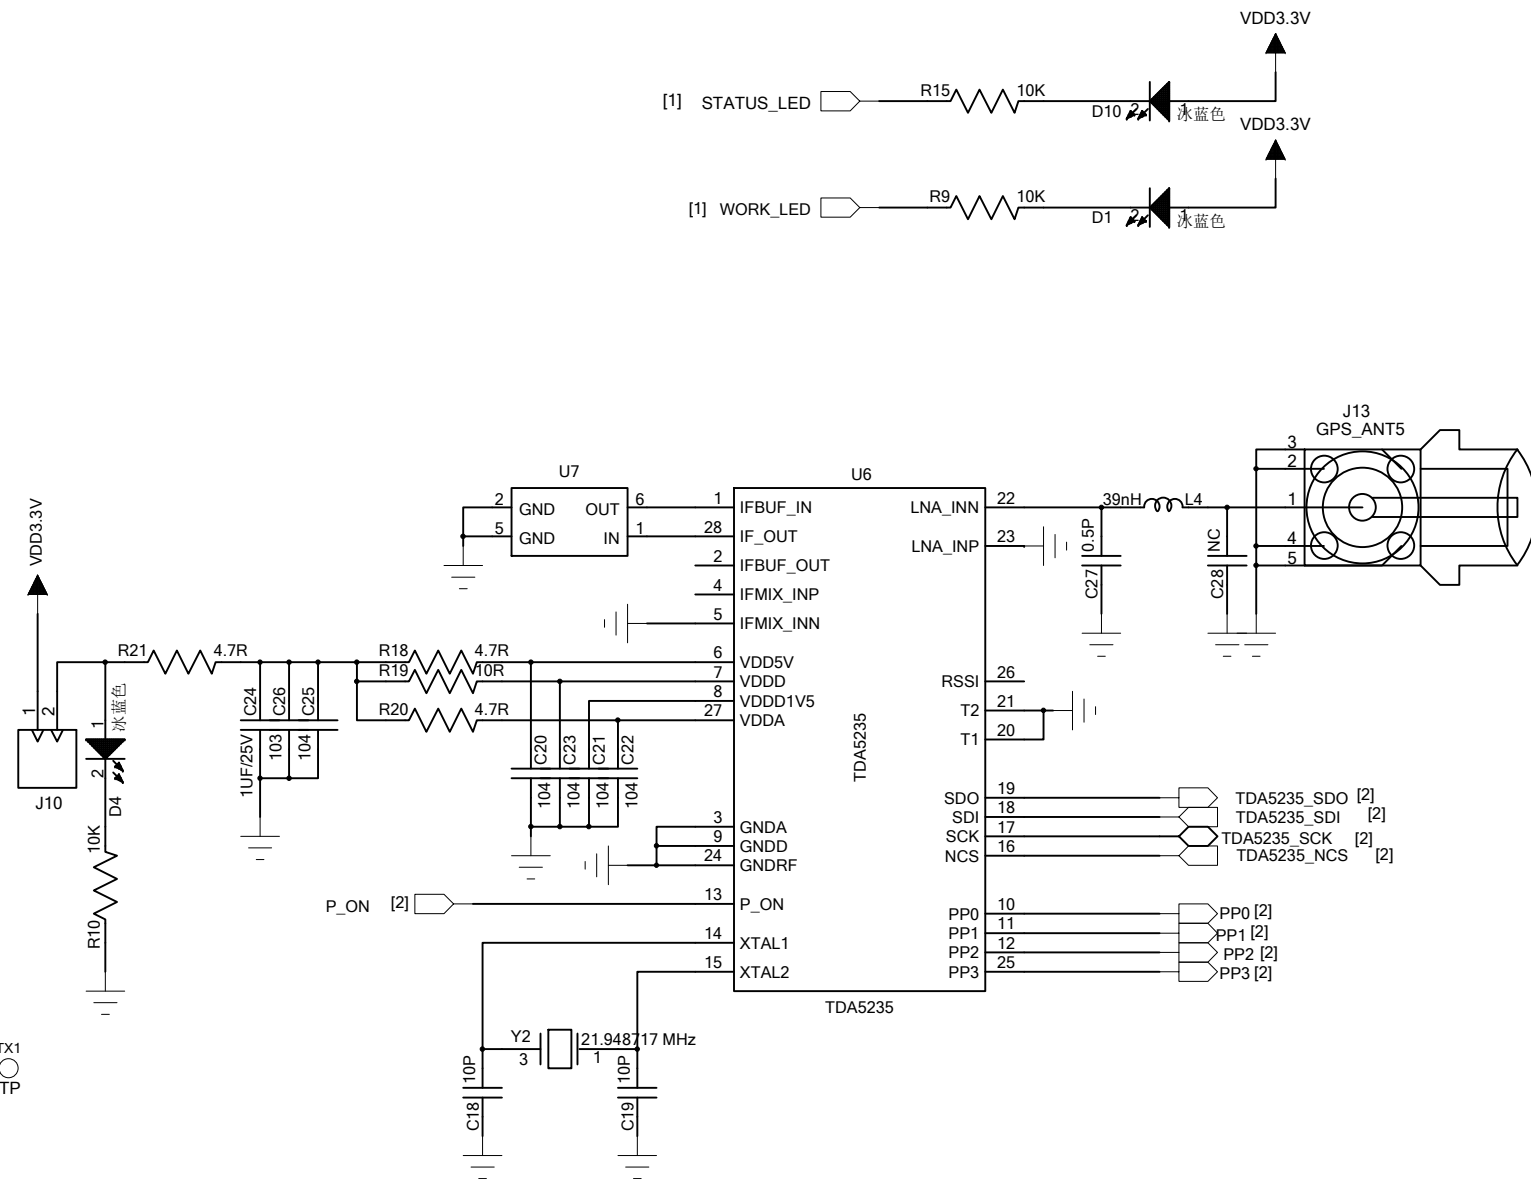 VDD3.3V
[1] STATUS_LED R15 10K
D10 2 1 冰蓝色
VDD3.3V
[1] WORK_LED R9 10K
D1 2 1 冰蓝色
J13
GPS_ANT5
3
2
1
4
5
U7
2 GND OUT 6
5 GND IN 1
U6
1 IFBUF_IN
28 IF_OUT
2 IFBUF_OUT
4 IFMIX_INP
5 IFMIX_INN
6 VDD5V
7 VDDD
8 VDDD1V5
27 VDDA
3 GNDA
9 GNDD
24 GNDRF
13 P_ON
14 XTAL1
15 XTAL2
TDA5235
TDA5235
LNA_INN 22
LNA_INP 23
RSSI 26
T2 21
T1 20
SDO 19
SDI 18
SCK 17
NCS 16
PP0 10
PP1 11
PP2 12
PP3 25
39nH L4
C27 0.5P
C28 NC
TDA5235_SDO [2]
TDA5235_SDI [2]
TDA5235_SCK [2]
TDA5235_NCS [2]
PP0 [2]
PP1 [2]
PP2 [2]
PP3 [2]
VDD3.3V
1
2
J10
1
冰蓝色
2
D4
10K
R10
R21 4.7R
C24
C26
C25
1UF/25V
103
104
R18 4.7R
R19 10R
R20 4.7R
C20
C23
C21
C22
104
104
104
104
P_ON [2]
Y2 21.948717 MHz
3 1
10P
C18
10P
C19
TX1
TP